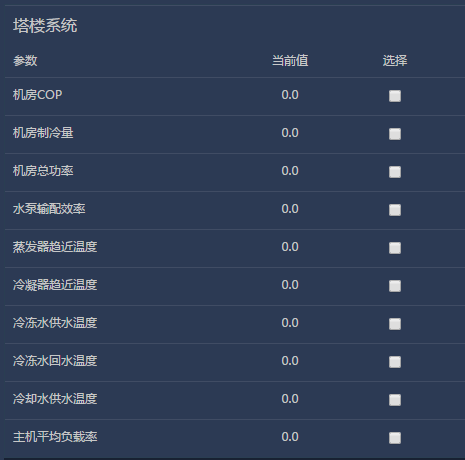 塔楼系统
参数 当前值 选择
机房COP 0.0
机房制冷量 0.0
机房总功率 0.0
水泵输配效率 0.0
蒸发器趋近温度 0.0
冷凝器趋近温度 0.0
冷冻水供水温度 0.0
冷冻水回水温度 0.0
冷却水供水温度 0.0
主机平均负载率 0.0